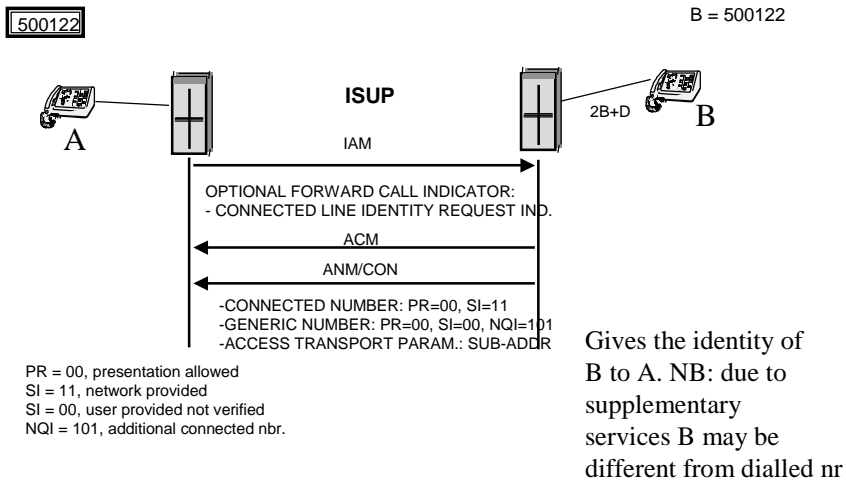 500122
B = 500122
ISUP
A
2B+D
B
IAM
OPTIONAL FORWARD CALL INDICATOR:
- CONNECTED LINE IDENTITY REQUEST IND.
ACM
ANM/CON
-CONNECTED NUMBER: PR=00, SI=11
-GENERIC NUMBER: PR=00, SI=00, NQI=101
-ACCESS TRANSPORT PARAM.: SUB-ADDR
PR = 00, presentation allowed
SI = 11, network provided
SI = 00, user provided not verified
NQI = 101, additional connected nbr.
Gives the identity of
B to A. NB: due to
supplementary
services B may be
different from dialled nr